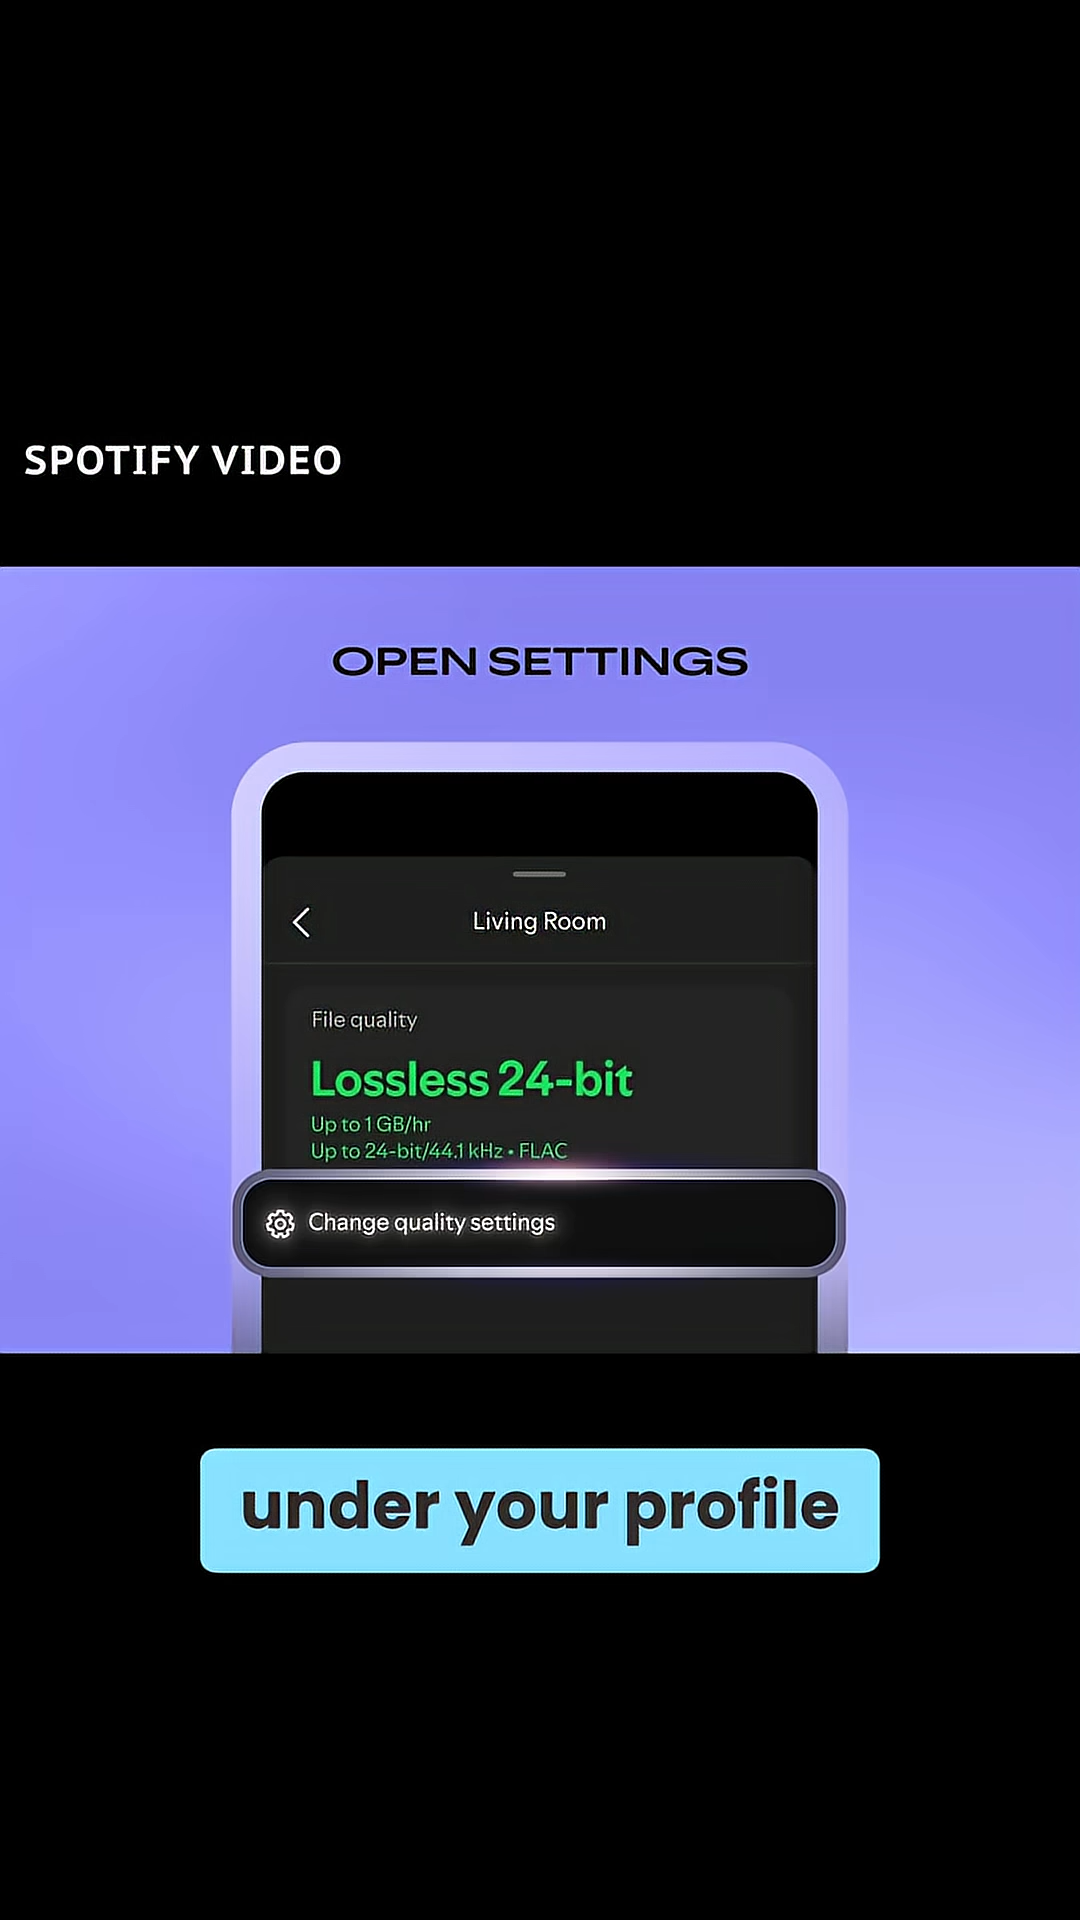 SPOTIFY VIDEO
OPEN SETTINGS
Living Room
File quality
Lossless 24-bit
Up to 1 GB/hr
Up to 24-bit/44.1 kHz • FLAC
Change quality settings
under your profile